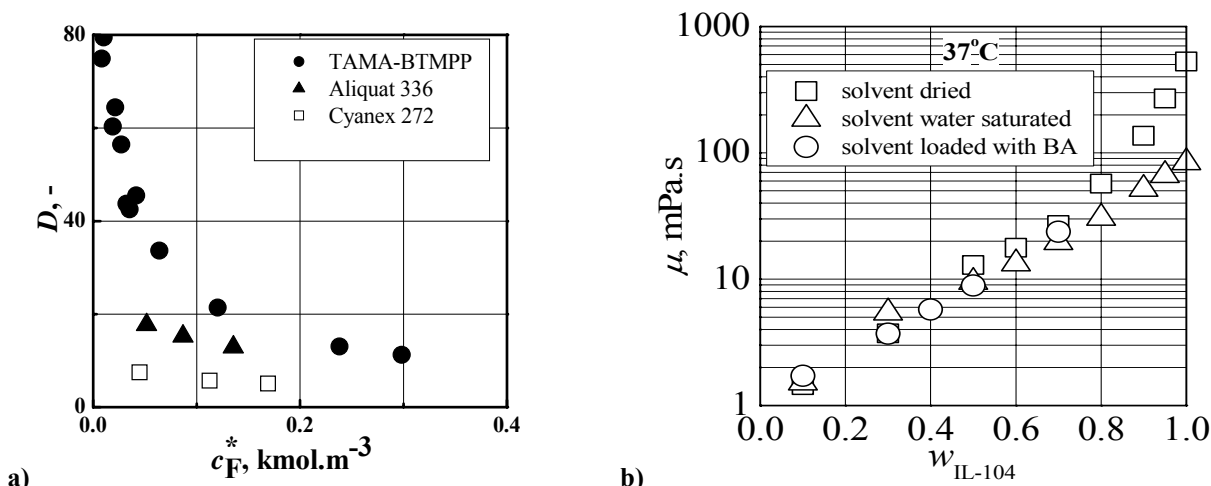 80
40
0
D, -
0.0
0.2
0.4
c*F, kmol.m-3
TAMA-BTMPP
Aliquat 336
Cyanex 272
a)
1000
100
10
1
μ, mPa.s
37°C
solvent dried
solvent water saturated
solvent loaded with BA
0.0 0.2 0.4 0.6 0.8 1.0
wIL-104
b)